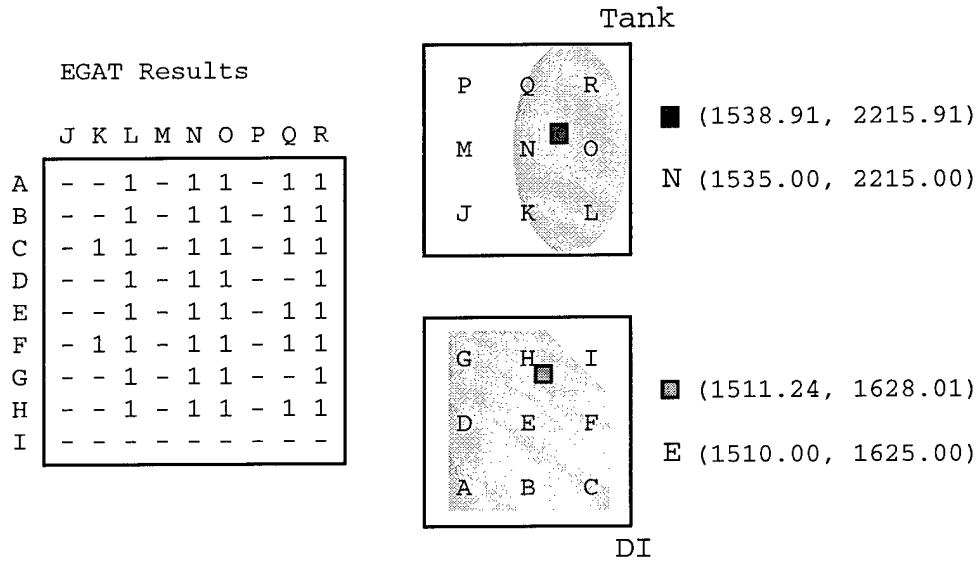 EGAT Results
J K L M N O P Q R
A - - 1 - 1 1 - 1 1
B - - 1 - 1 1 - 1 1
C - 1 1 - 1 1 - 1 1
D - - 1 - 1 1 - - 1
E - - 1 - 1 1 - 1 1
F - 1 1 - 1 1 - 1 1
G - - 1 - 1 1 - - 1
H - - 1 - 1 1 - 1 1
I - - - - - - - - -
Tank
P Q R
M N O
J K L
(1538.91, 2215.91)
N (1535.00, 2215.00)
G H I
D E F
A B C
(1511.24, 1628.01)
E (1510.00, 1625.00)
DI